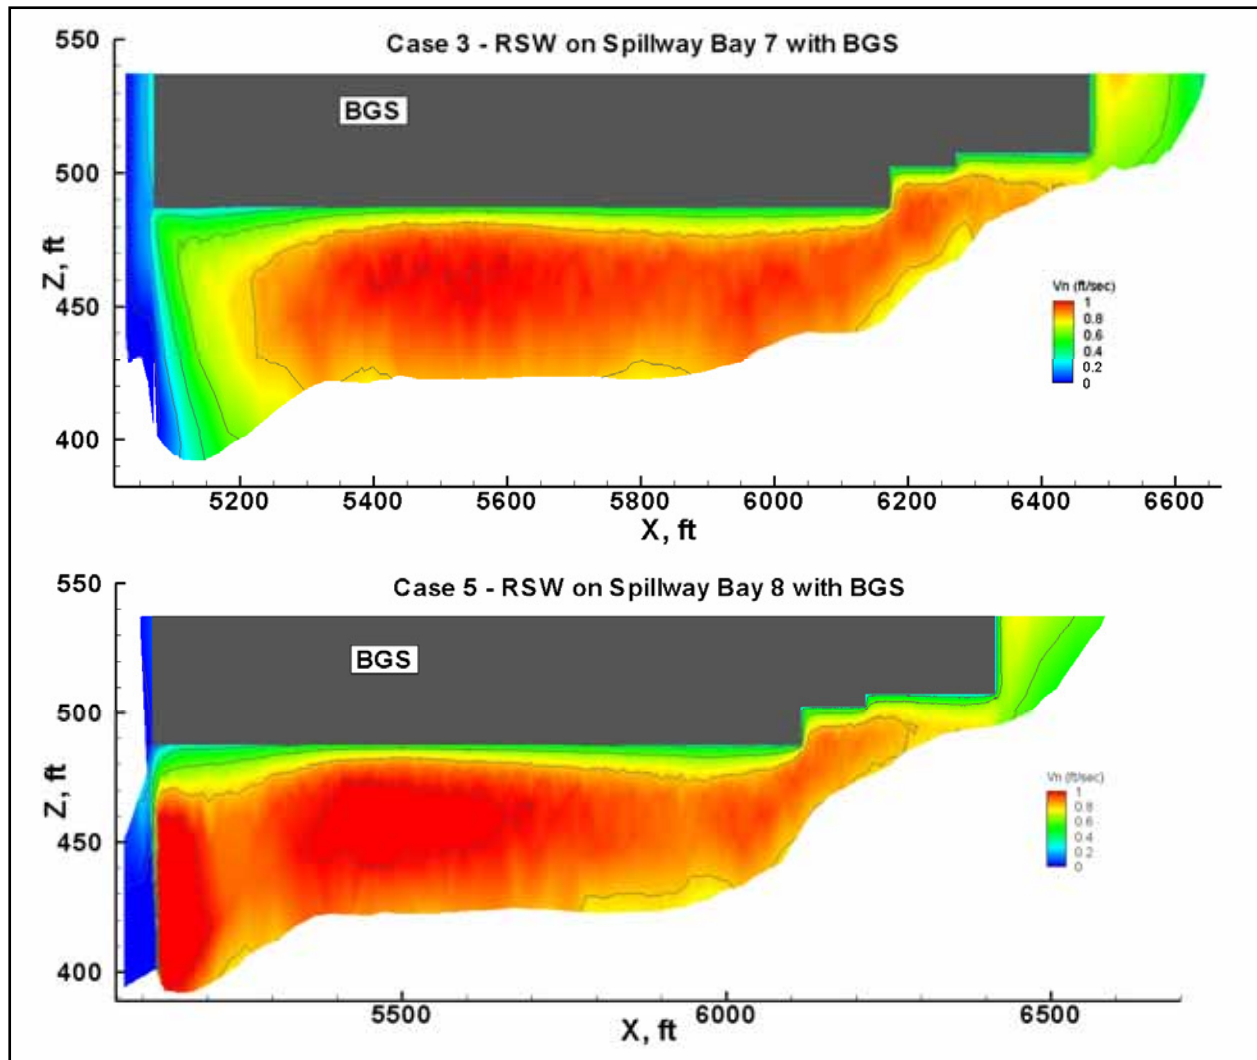 Case 3 - RSW on Spillway Bay 7 with BGS
550
500
450
400
Z, ft
BGS
Vn (ft/sec)
1
0.8
0.6
0.4
0.2
0
5200 5400 5600 5800 6000 6200 6400 6600
X, ft
Case 5 - RSW on Spillway Bay 8 with BGS
550
500
450
400
Z, ft
BGS
Vn (ft/sec)
1
0.8
0.6
0.4
0.2
0
5500 6000 6500
X, ft